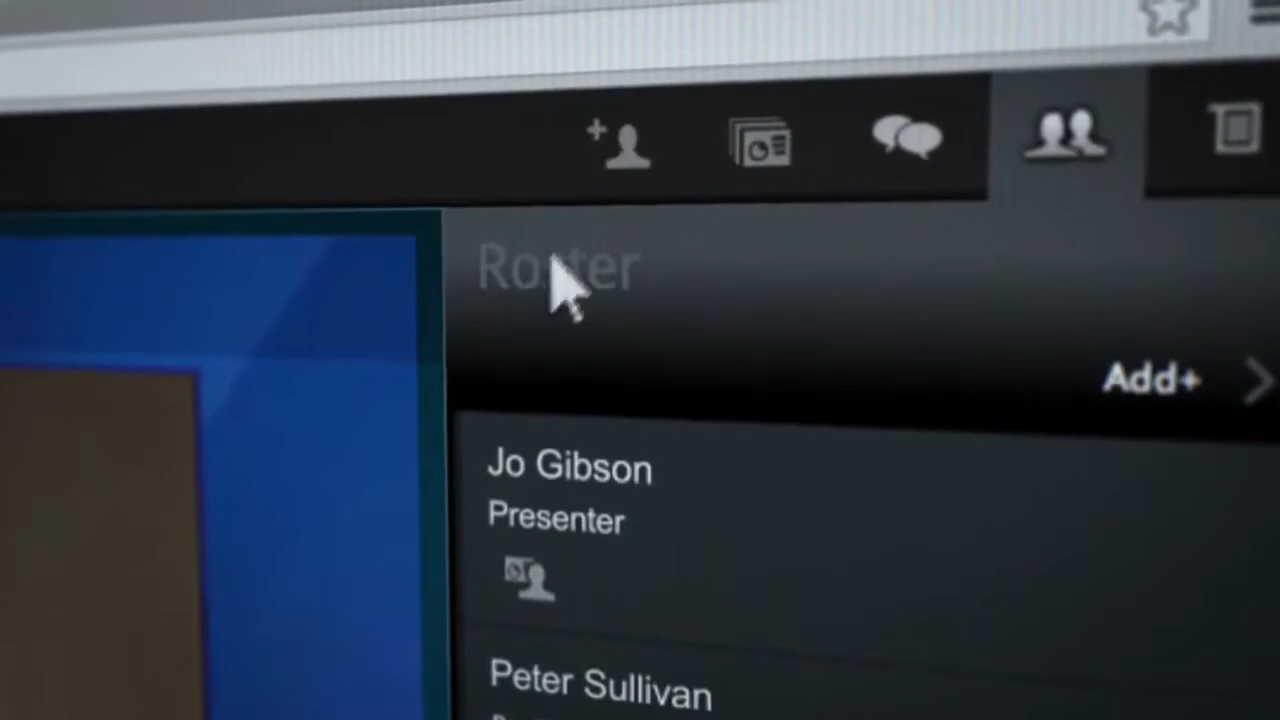 Roster
Add+
Jo Gibson
Presenter
Peter Sullivan